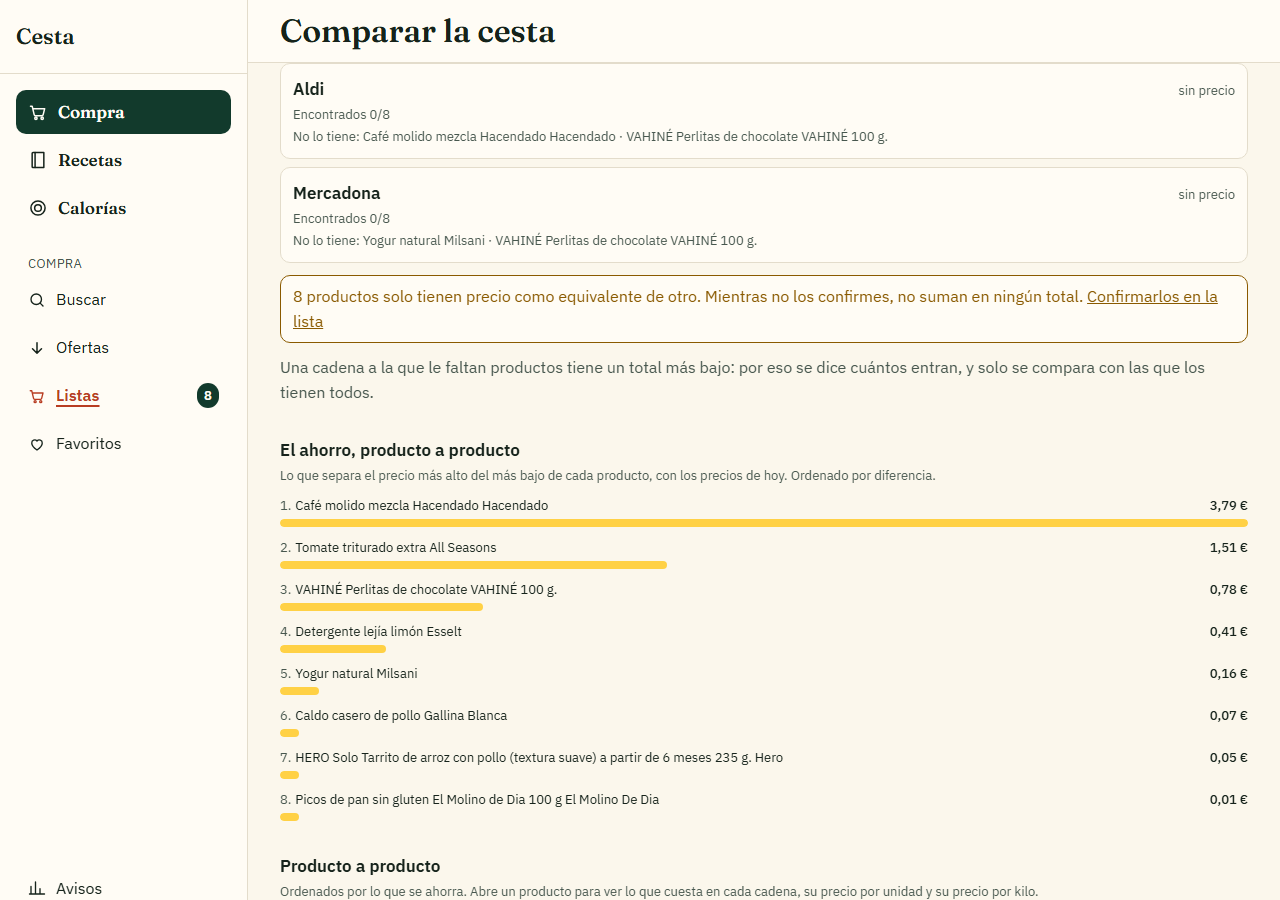 Cesta
Comparar la cesta
Compra
Recetas
Calorías
COMPRA
Buscar
Ofertas
Listas
8
Favoritos
Avisos
Aldi
sin precio
Encontrados 0/8
No lo tiene: Café molido mezcla Hacendado Hacendado · VAHINÉ Perlitas de chocolate VAHINÉ 100 g.
Mercadona
sin precio
Encontrados 0/8
No lo tiene: Yogur natural Milsani · VAHINÉ Perlitas de chocolate VAHINÉ 100 g.
8 productos solo tienen precio como equivalente de otro. Mientras no los confirmes, no suman en ningún total. Confirmarlos en la
lista
Una cadena a la que le faltan productos tiene un total más bajo: por eso se dice cuántos entran, y solo se compara con las que los
tienen todos.
El ahorro, producto a producto
Lo que separa el precio más alto del más bajo de cada producto, con los precios de hoy. Ordenado por diferencia.
1. Café molido mezcla Hacendado Hacendado 3,79 €
2. Tomate triturado extra All Seasons 1,51 €
3. VAHINÉ Perlitas de chocolate VAHINÉ 100 g. 0,78 €
4. Detergente lejía limón Esselt 0,41 €
5. Yogur natural Milsani 0,16 €
6. Caldo casero de pollo Gallina Blanca 0,07 €
7. HERO Solo Tarrito de arroz con pollo (textura suave) a partir de 6 meses 235 g. Hero 0,05 €
8. Picos de pan sin gluten El Molino de Dia 100 g El Molino De Dia 0,01 €
Producto a producto
Ordenados por lo que se ahorra. Abre un producto para ver lo que cuesta en cada cadena, su precio por unidad y su precio por kilo.